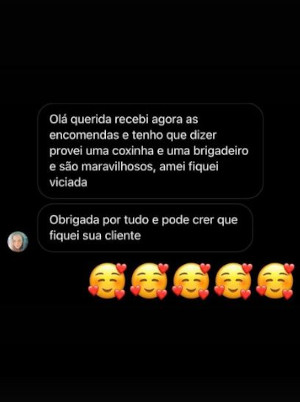 Olá querida recebi agora as
encomendas e tenho que dizer
provei uma coxinha e uma brigadeiro
e são maravilhosos, amei fiquei
viciada
Obrigada por tudo e pode crer que
fiquei sua cliente
🥰🥰🥰🥰🥰